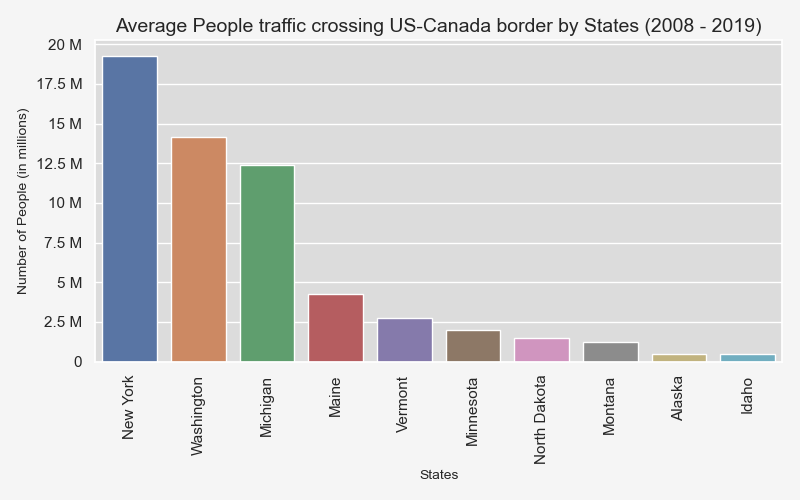 Average People traffic crossing US-Canada border by States (2008 - 2019)
Number of People (in millions)
20 M
17.5 M
15 M
12.5 M
10 M
7.5 M
5 M
2.5 M
0
New York
Washington
Michigan
Maine
Vermont
Minnesota
North Dakota
Montana
Alaska
Idaho
States